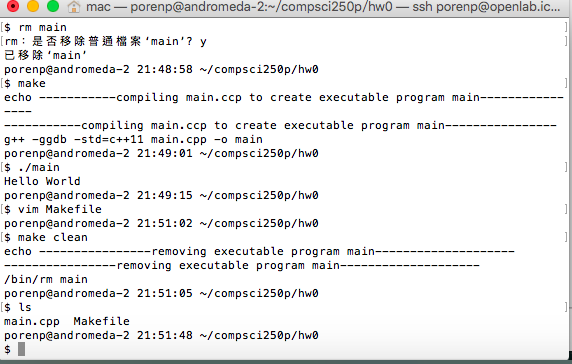 mac — porenp@andromeda-2:~/compsci250p/hw0 — ssh porenp@openlab.ic...
[$ rm main ]
[rm：是否移除普通檔案‘main’? y ]
已移除‘main’
porenp@andromeda-2 21:48:58 ~/compsci250p/hw0
[$ make ]
echo ------------compiling main.ccp to create executable program main-------------
----
------------compiling main.ccp to create executable program main-----------------
g++ -ggdb -std=c++11 main.cpp -o main
porenp@andromeda-2 21:49:01 ~/compsci250p/hw0
[$ ./main ]
Hello World
porenp@andromeda-2 21:49:15 ~/compsci250p/hw0
[$ vim Makefile ]
porenp@andromeda-2 21:51:02 ~/compsci250p/hw0
[$ make clean ]
echo -----------------removing executable program main---------------------
-----------------removing executable program main---------------------
/bin/rm main
porenp@andromeda-2 21:51:05 ~/compsci250p/hw0
[$ ls ]
main.cpp  Makefile
porenp@andromeda-2 21:51:48 ~/compsci250p/hw0
$